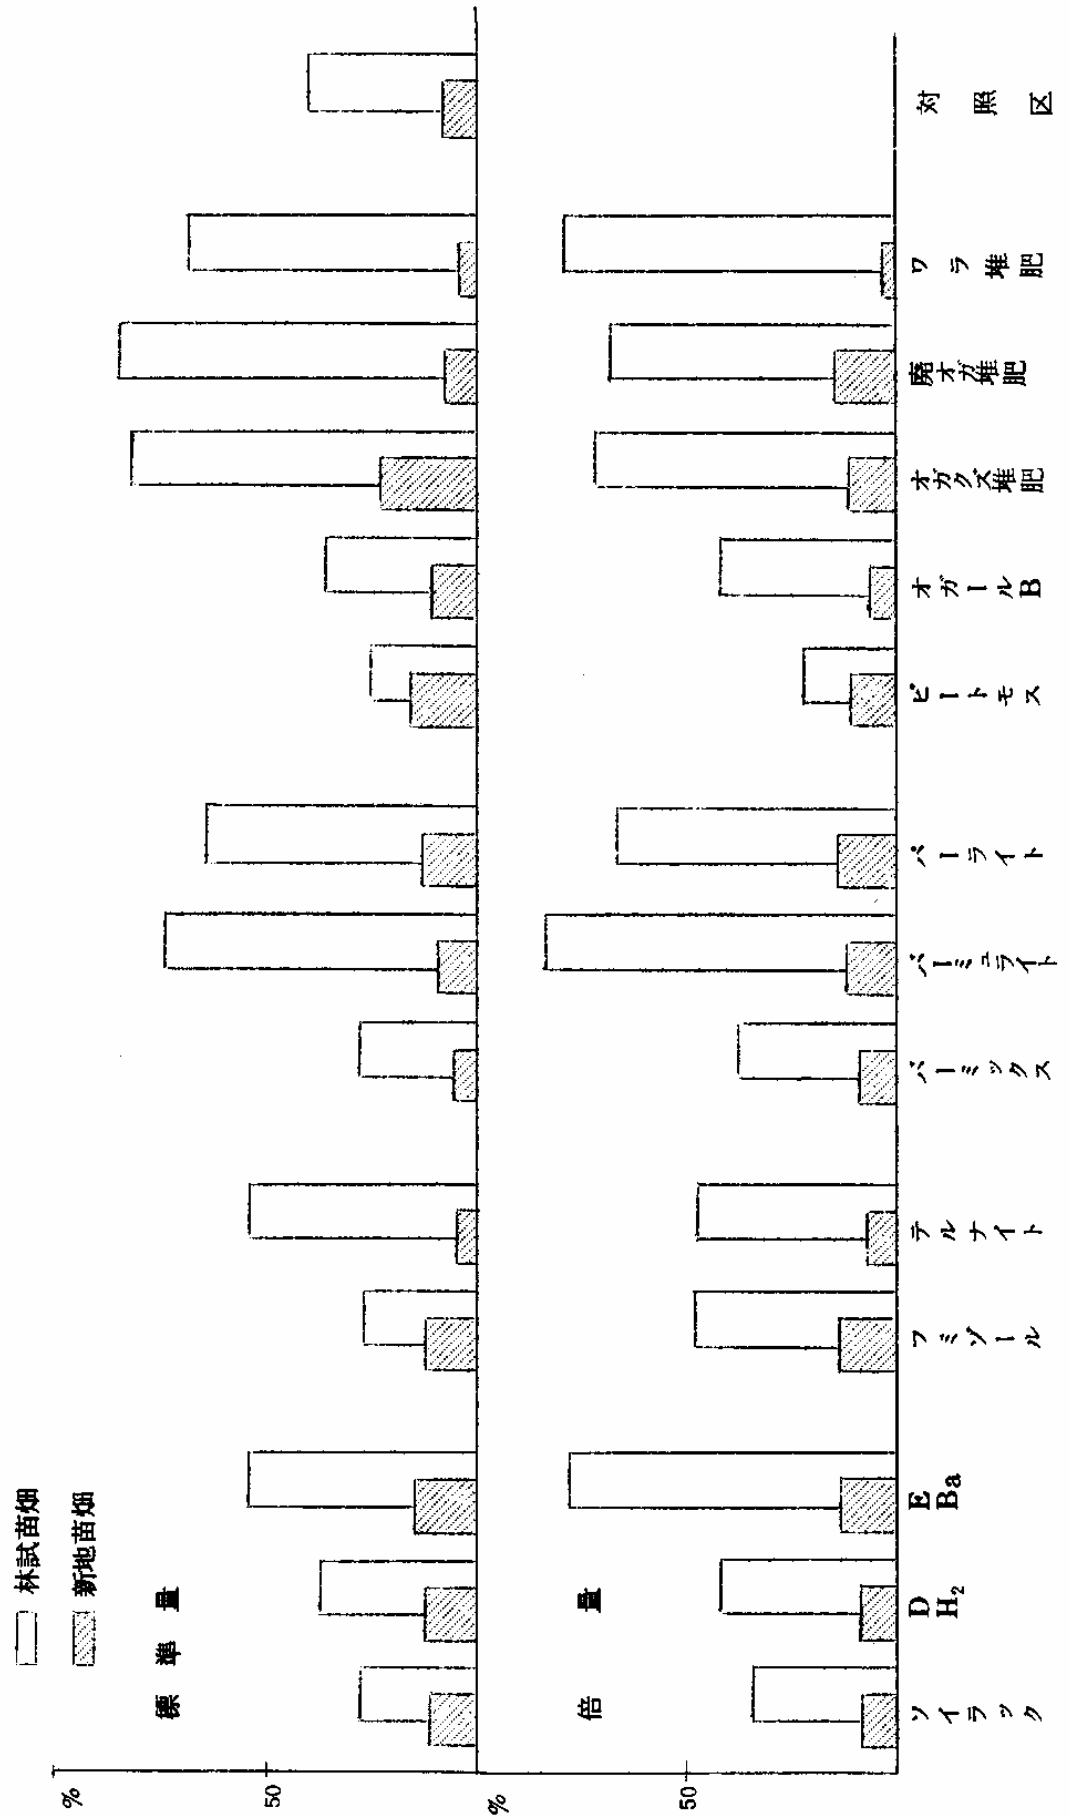 林試苗畑
新地苗畑
%
50
標準量
%
50
倍量
ソイラック
D H₂
E Ba
フミゾール
テルナイト
バーミックス
バーミュライト
パーライト
ピートモス
オガールB
オガクズ堆肥
廃オガ堆肥
ワラ堆肥
対照区